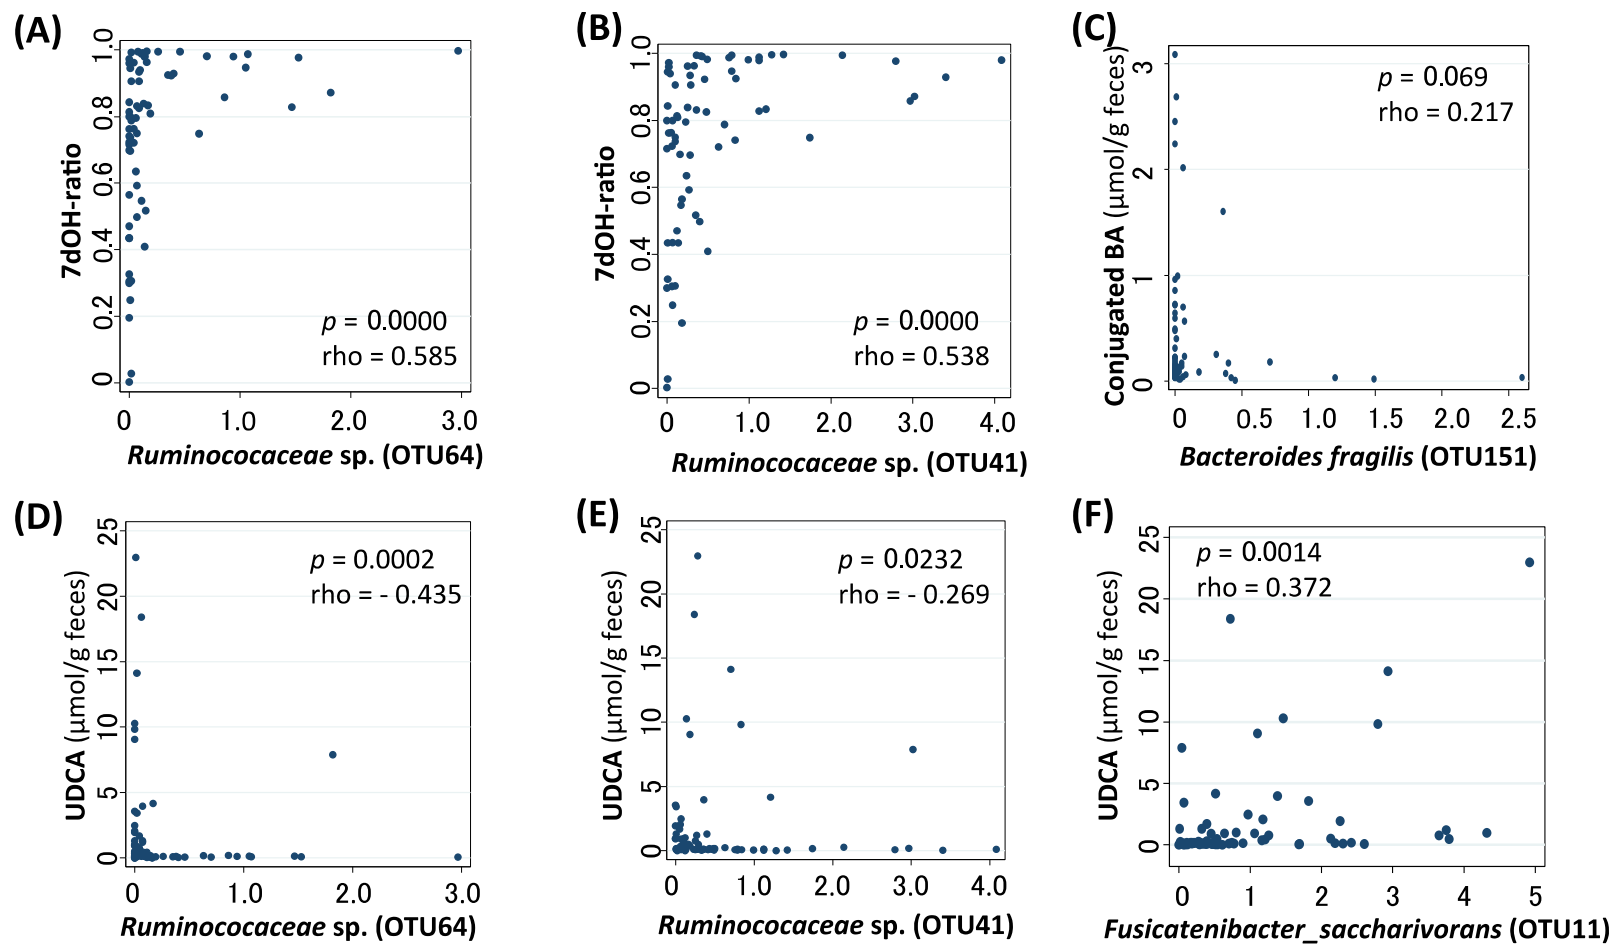 (A)
7dOH-ratio
1.0
0.8
0.6
0.4
0.2
0
p = 0.0000
rho = 0.585
0 1.0 2.0 3.0
Ruminococaceae sp. (OTU64)
(B)
7dOH-ratio
1.0
0.8
0.6
0.4
0.2
0
p = 0.0000
rho = 0.538
0 1.0 2.0 3.0 4.0
Ruminococaceae sp. (OTU41)
(C)
Conjugated BA (µmol/g feces)
3
2
1
0
p = 0.069
rho = 0.217
0 0.5 1.0 1.5 2.0 2.5
Bacteroides fragilis (OTU151)
(D)
UDCA (µmol/g feces)
25
20
15
10
5
0
p = 0.0002
rho = - 0.435
0 1.0 2.0 3.0
Ruminococaceae sp. (OTU64)
(E)
UDCA (µmol/g feces)
25
20
15
10
5
0
p = 0.0232
rho = - 0.269
0 1.0 2.0 3.0 4.0
Ruminococaceae sp. (OTU41)
(F)
UDCA (µmol/g feces)
25
20
15
10
5
0
p = 0.0014
rho = 0.372
0 1 2 3 4 5
Fusicatenibacter_saccharivorans (OTU11)